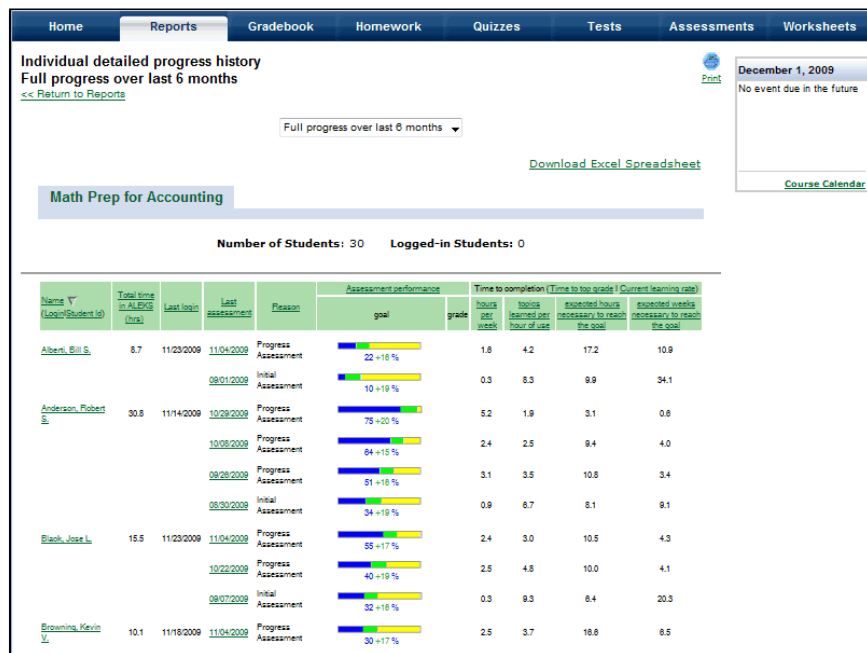 Home Reports Gradebook Homework Quizzes Tests Assessments Worksheets
Individual detailed progress history
Full progress over last 6 months
<< Return to Reports
Print
December 1, 2009
No event due in the future
Course Calendar
Full progress over last 6 months
Download Excel Spreadsheet
Math Prep for Accounting
Number of Students: 30 Logged-in Students: 0
Name (Login|Student Id)
Total time in ALEKS (hrs)
Last login
Last assessment
Reason
Assessment performance
goal
grade
Time to completion (Time to top grade | Current learning rate)
hours per week
topics learned per hour of use
expected hours necessary to reach the goal
expected weeks necessary to reach the goal
Alberti, Bill S. 8.7 11/23/2009 11/04/2009 Progress Assessment 22 +16 % 1.6 4.2 17.2 10.9
09/01/2009 Initial Assessment 10 +19 % 0.3 8.3 9.9 34.1
Anderson, Robert S. 30.8 11/14/2009 10/29/2009 Progress Assessment 75 +20 % 5.2 1.9 3.1 0.6
10/08/2009 Progress Assessment 64 +15 % 2.4 2.5 9.4 4.0
09/26/2009 Progress Assessment 51 +16 % 3.1 3.5 10.8 3.4
08/30/2009 Initial Assessment 34 +19 % 0.9 6.7 8.1 9.1
Black, Jose L. 15.5 11/23/2009 11/04/2009 Progress Assessment 55 +17 % 2.4 3.0 10.5 4.3
10/22/2009 Progress Assessment 40 +19 % 2.5 4.8 10.0 4.1
09/07/2009 Initial Assessment 32 +16 % 0.3 9.3 6.4 20.3
Browning, Kevin V. 10.1 11/18/2009 11/04/2009 Progress Assessment 30 +17 % 2.5 3.7 16.6 6.5